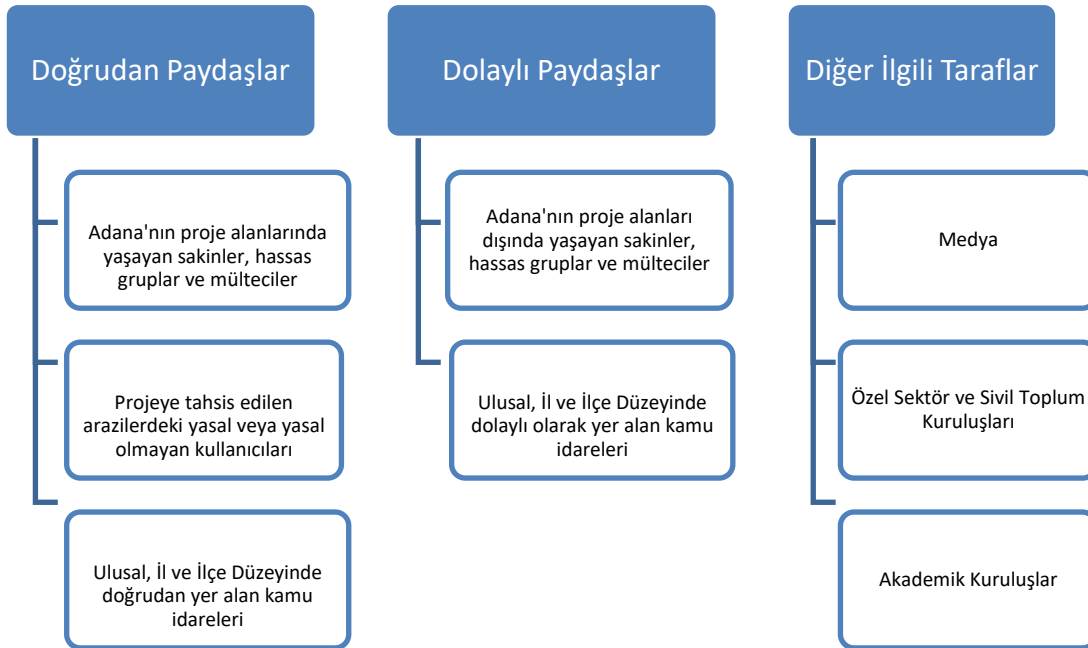 Doğrudan Paydaşlar
Adana'nın proje alanlarında
yaşayan sakinler, hassas
gruplar ve mülteciler
Projeye tahsis edilen
arazilerdeki yasal veya yasal
olmayan kullanıcıları
Ulusal, İl ve İlçe Düzeyinde
doğrudan yer alan kamu
idareleri
Dolaylı Paydaşlar
Adana'nın proje alanları
dışında yaşayan sakinler,
hassas gruplar ve mülteciler
Ulusal, İl ve İlçe Düzeyinde
dolaylı olarak yer alan kamu
idareleri
Diğer İlgili Taraflar
Medya
Özel Sektör ve Sivil Toplum
Kuruluşları
Akademik Kuruluşlar